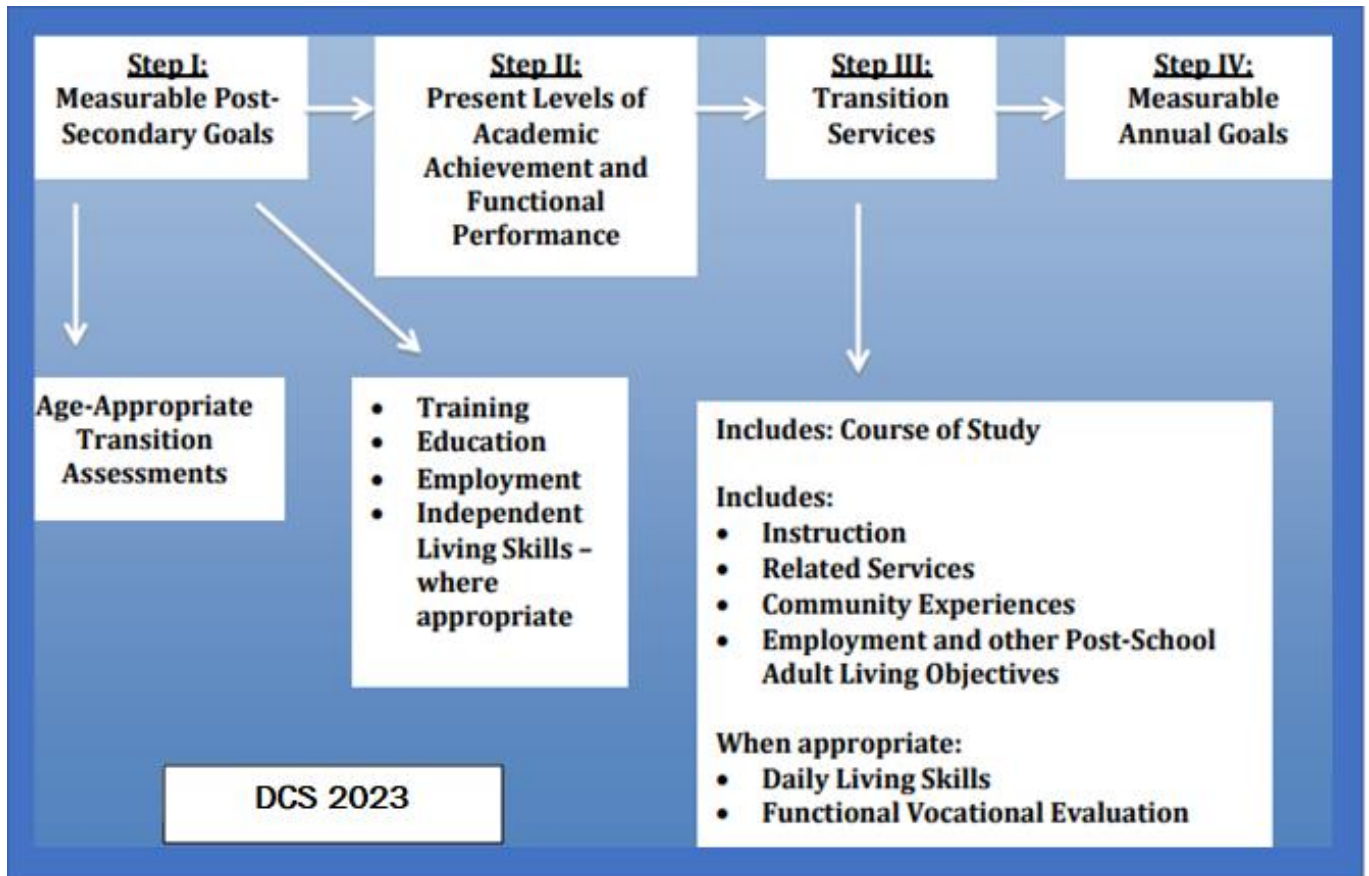 Step I:
Measurable Post-
Secondary Goals
Step II:
Present Levels of
Academic
Achievement and
Functional
Performance
Step III:
Transition
Services
Step IV:
Measurable
Annual Goals
Age-Appropriate
Transition
Assessments
• Training
• Education
• Employment
• Independent
Living Skills –
where
appropriate
Includes: Course of Study
Includes:
• Instruction
• Related Services
• Community Experiences
• Employment and other Post-School
Adult Living Objectives
When appropriate:
• Daily Living Skills
• Functional Vocational Evaluation
DCS 2023